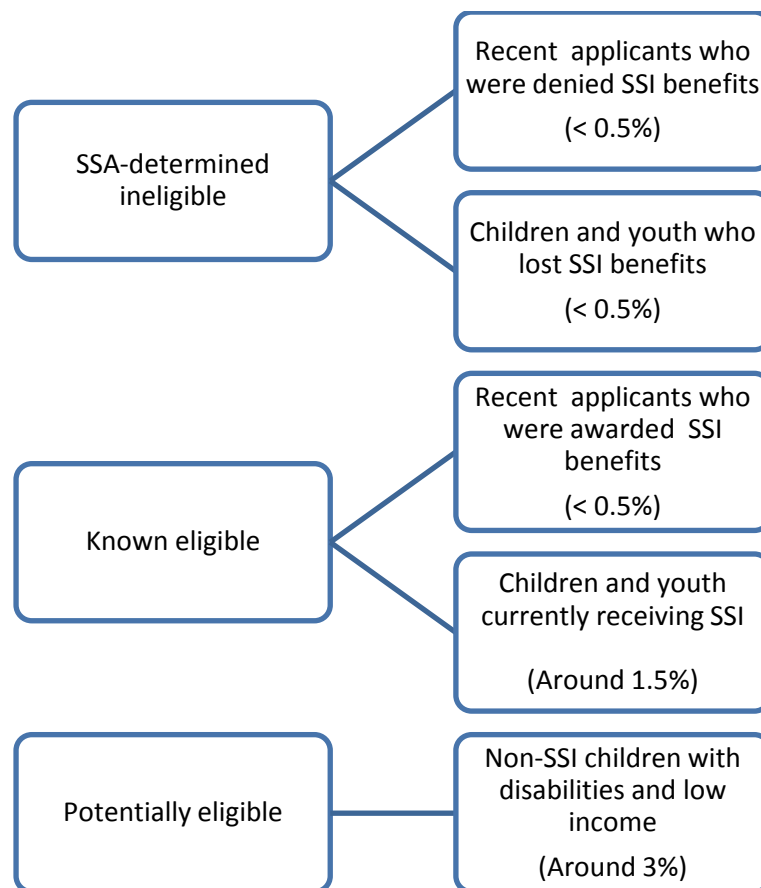 Recent applicants who
were denied SSI benefits
(< 0.5%)
SSA-determined
ineligible
Children and youth who
lost SSI benefits
(< 0.5%)
Recent applicants who
were awarded SSI
benefits
(< 0.5%)
Known eligible
Children and youth
currently receiving SSI
(Around 1.5%)
Non-SSI children with
disabilities and low
income
(Around 3%)
Potentially eligible